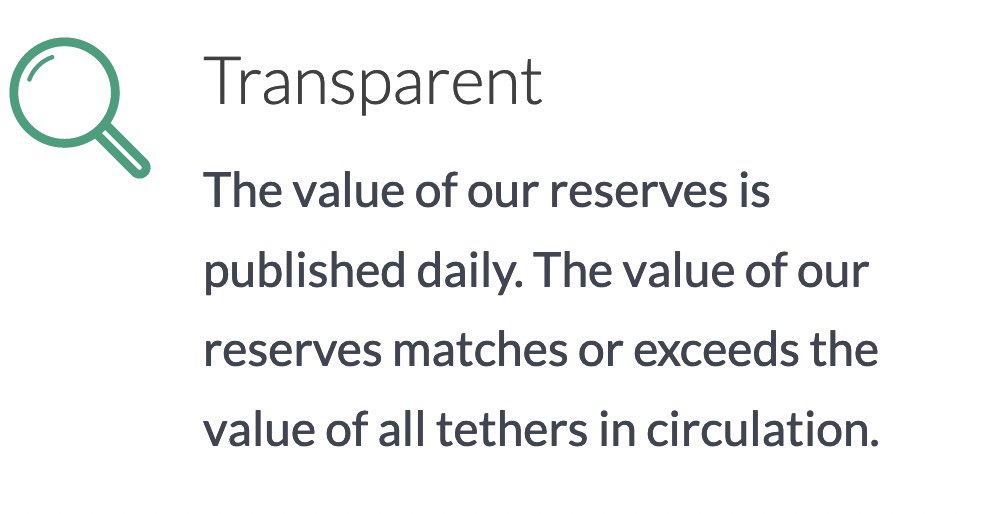 Transparent
The value of our reserves is
published daily. The value of our
reserves matches or exceeds the
value of all tethers in circulation.